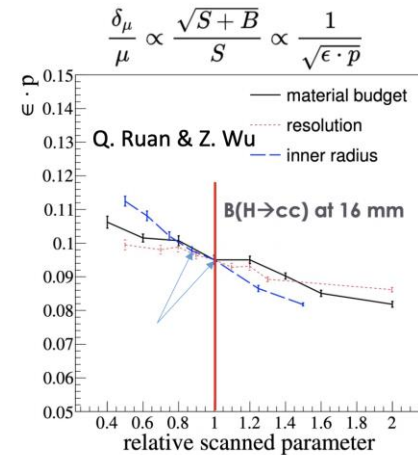 δμ/μ ∝ √(S + B)/S ∝ 1/√(ϵ · p)
ϵ · p
0.15
0.14
0.13
0.12
0.11
0.1
0.09
0.08
0.07
0.06
0.05
material budget
resolution
inner radius
Q. Ruan & Z. Wu
B(H→cc) at 16 mm
0.4 0.6 0.8 1 1.2 1.4 1.6 1.8 2
relative scanned parameter